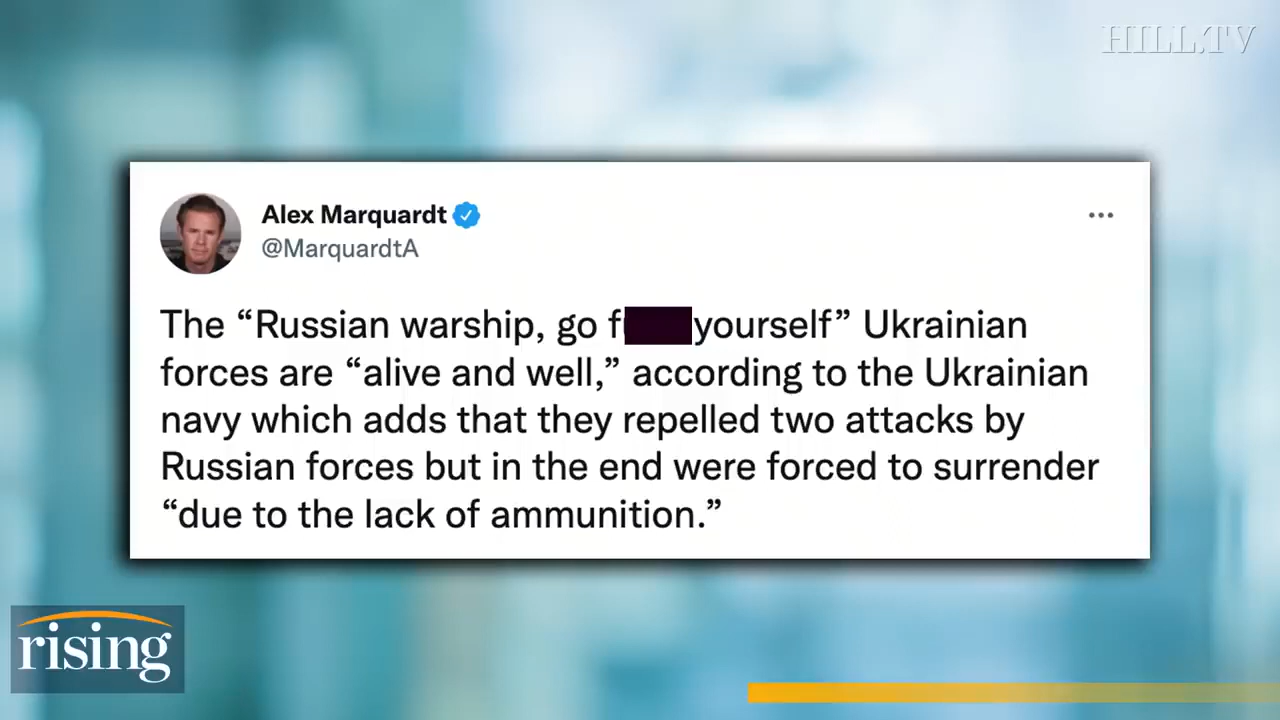 HILL.TV
Alex Marquardt
@MarquardtA
The “Russian warship, go f yourself” Ukrainian
forces are “alive and well,” according to the Ukrainian
navy which adds that they repelled two attacks by
Russian forces but in the end were forced to surrender
“due to the lack of ammunition.”
rising